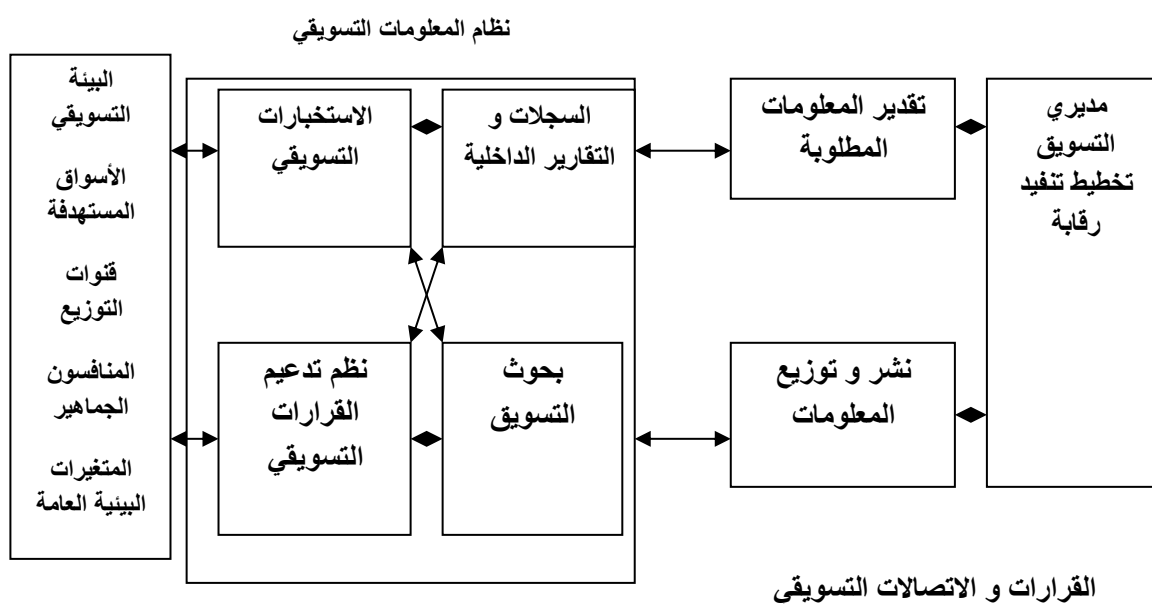 نظام المعلومات التسويقي
مديري
التسويق
تخطيط تنفيد
رقابة
تقدير المعلومات
المطلوبة
نشر و توزيع
المعلومات
السجلات و
التقارير الداخلية
الاستخبارات
التسويقي
بحوث
التسويق
نظم تدعيم
القرارات
التسويقي
البيئة
التسويقي
الأسواق
المستهدفة
قنوات
التوزيع
المنافسون
الجماهير
المتغيرات
البيئية العامة
القرارات و الاتصالات التسويقي